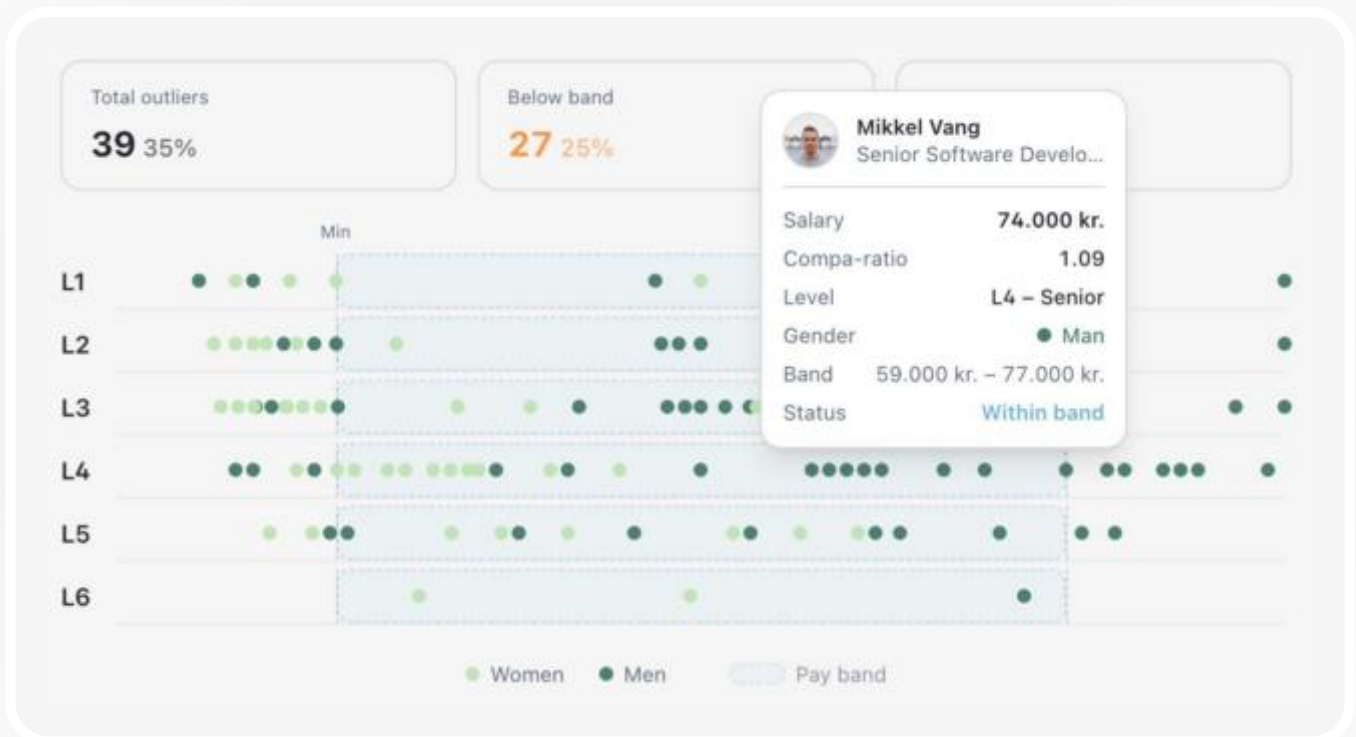 Total outliers
39 35%
Below band
27 25%
Mikkel Vang
Senior Software Develo...
Salary 74.000 kr.
Compa-ratio 1.09
Level L4 – Senior
Gender Man
Band 59.000 kr. – 77.000 kr.
Status Within band
Min
L1
L2
L3
L4
L5
L6
Women Men Pay band